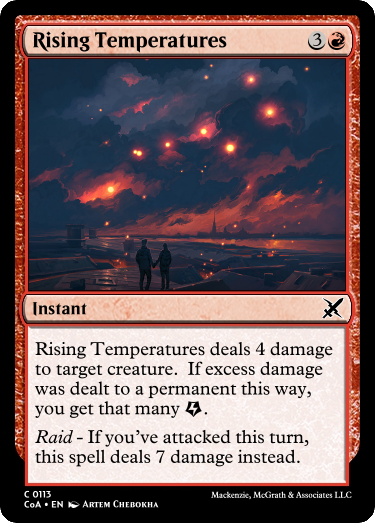 Rising Temperatures 3
Instant
Rising Temperatures deals 4 damage
to target creature.  If excess damage
was dealt to a permanent this way,
you get that many .
Raid - If you've attacked this turn,
this spell deals 7 damage instead.
C 0113
Mackenzie, McGrath & Associates LLC
CoA • EN Artem Chebokha